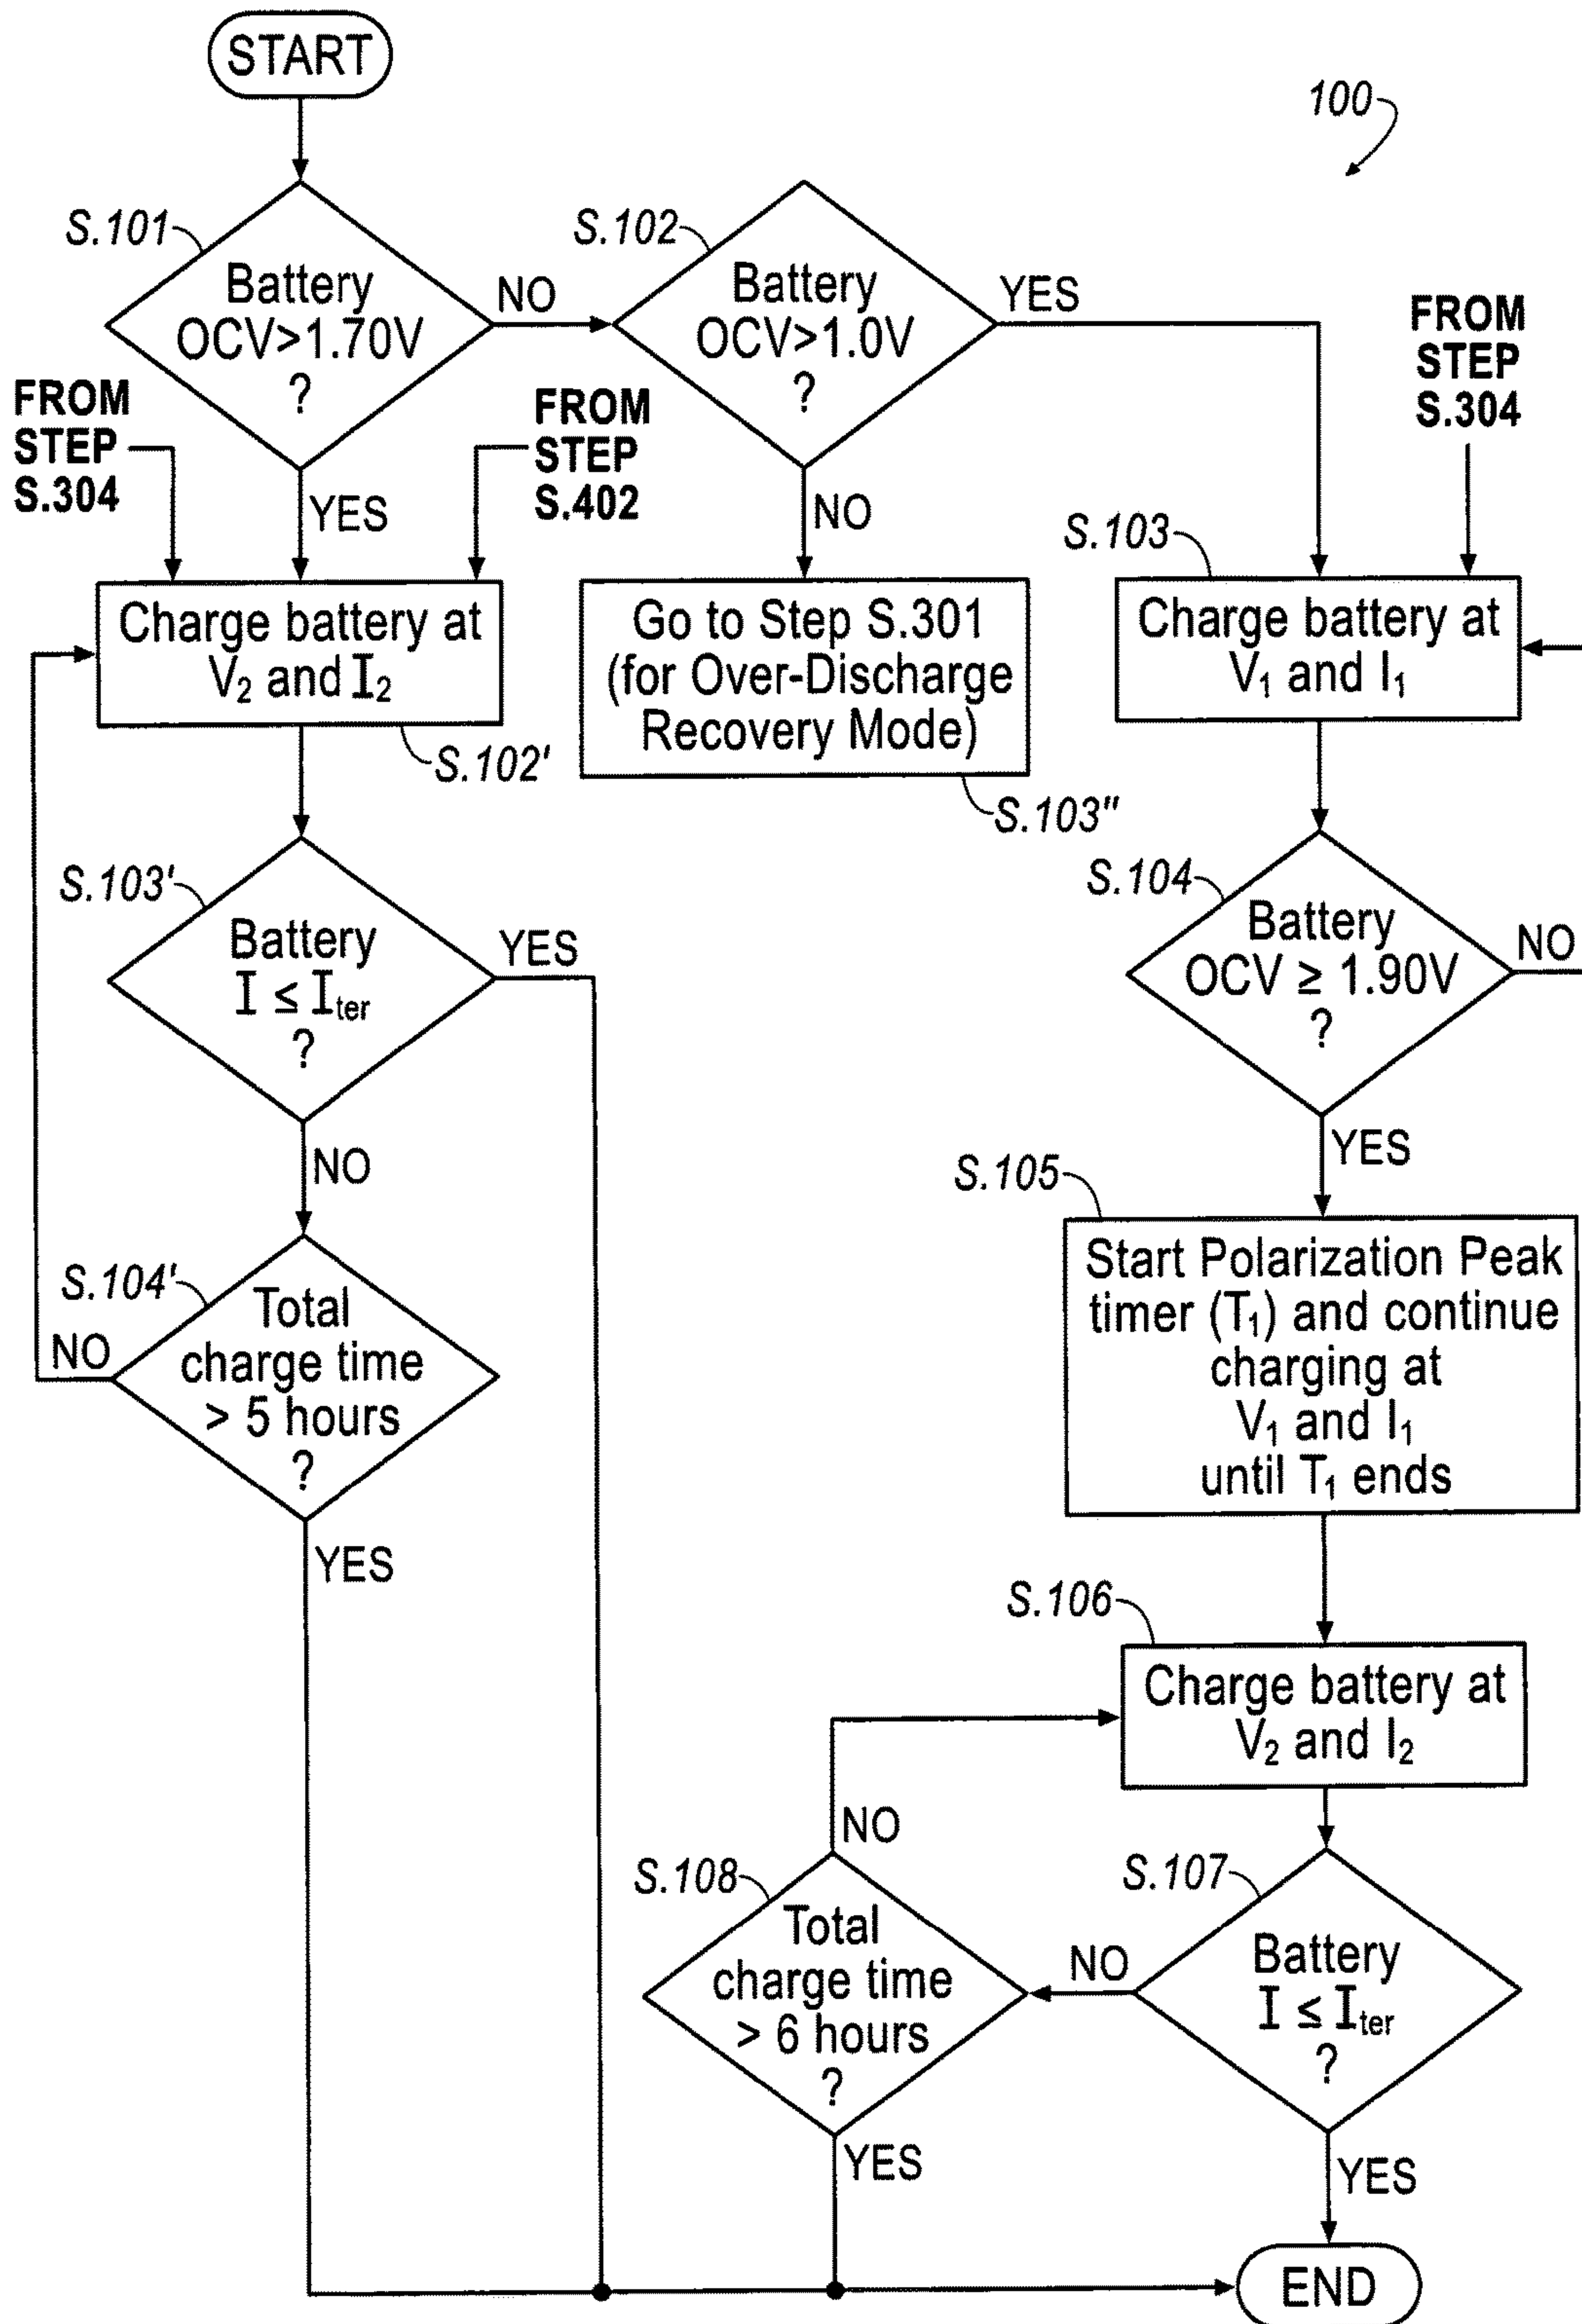 START
100
S.101
Battery
OCV>1.70V
?
NO
S.102
Battery
OCV>1.0V
?
YES
FROM
STEP
S.304
FROM
STEP
S.304
YES
FROM
STEP
S.402
NO
S.103
Charge battery at
V₂ and I₂
S.102'
Go to Step S.301
(for Over-Discharge
Recovery Mode)
S.103"
Charge battery at
V₁ and I₁
S.103'
Battery
I ≤ Iter
?
YES
NO
S.104
Battery
OCV ≥ 1.90V
?
NO
YES
S.104'
Total
charge time
> 5 hours
?
NO
YES
S.105
Start Polarization Peak
timer (T₁) and continue
charging at
V₁ and I₁
until T₁ ends
S.106
Charge battery at
V₂ and I₂
NO
S.108
Total
charge time
> 6 hours
?
YES
NO
S.107
Battery
I ≤ Iter
?
YES
END